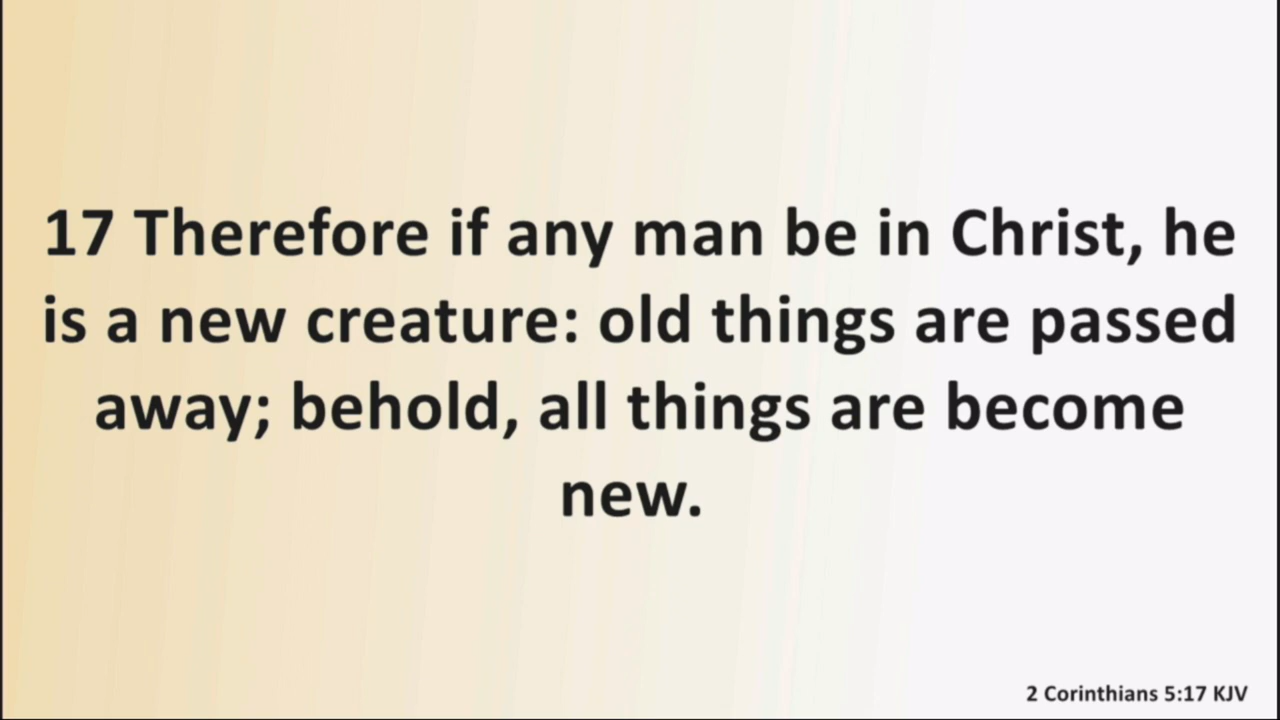 17 Therefore if any man be in Christ, he
is a new creature: old things are passed
away; behold, all things are become
new.
2 Corinthians 5:17 KJV